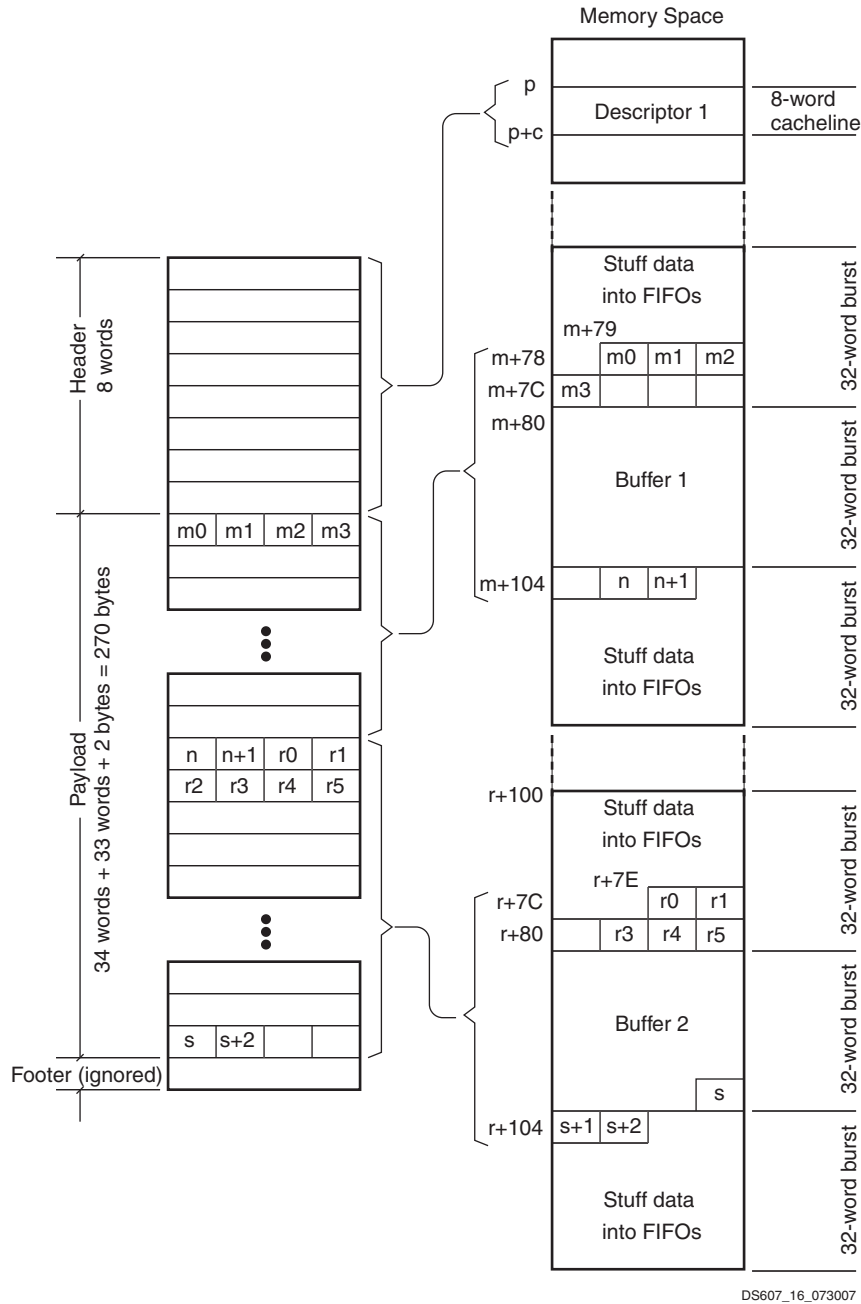 Memory Space
p
Descriptor 1
8-word
cacheline
p+c
Header
8 words
Stuff data
into FIFOs
32-word burst
m+79
m+78
m0 m1 m2
m+7C
m3
m+80
Buffer 1
32-word burst
m+104
n n+1
Stuff data
into FIFOs
32-word burst
Payload
34 words + 33 words + 2 bytes = 270 bytes
m0 m1 m2 m3
n n+1 r0 r1
r2 r3 r4 r5
s s+2
Footer (ignored)
r+100
Stuff data
into FIFOs
32-word burst
r+7E
r+7C
r0 r1
r+80
r3 r4 r5
Buffer 2
32-word burst
s
r+104
s+1 s+2
Stuff data
into FIFOs
32-word burst
DS607_16_073007